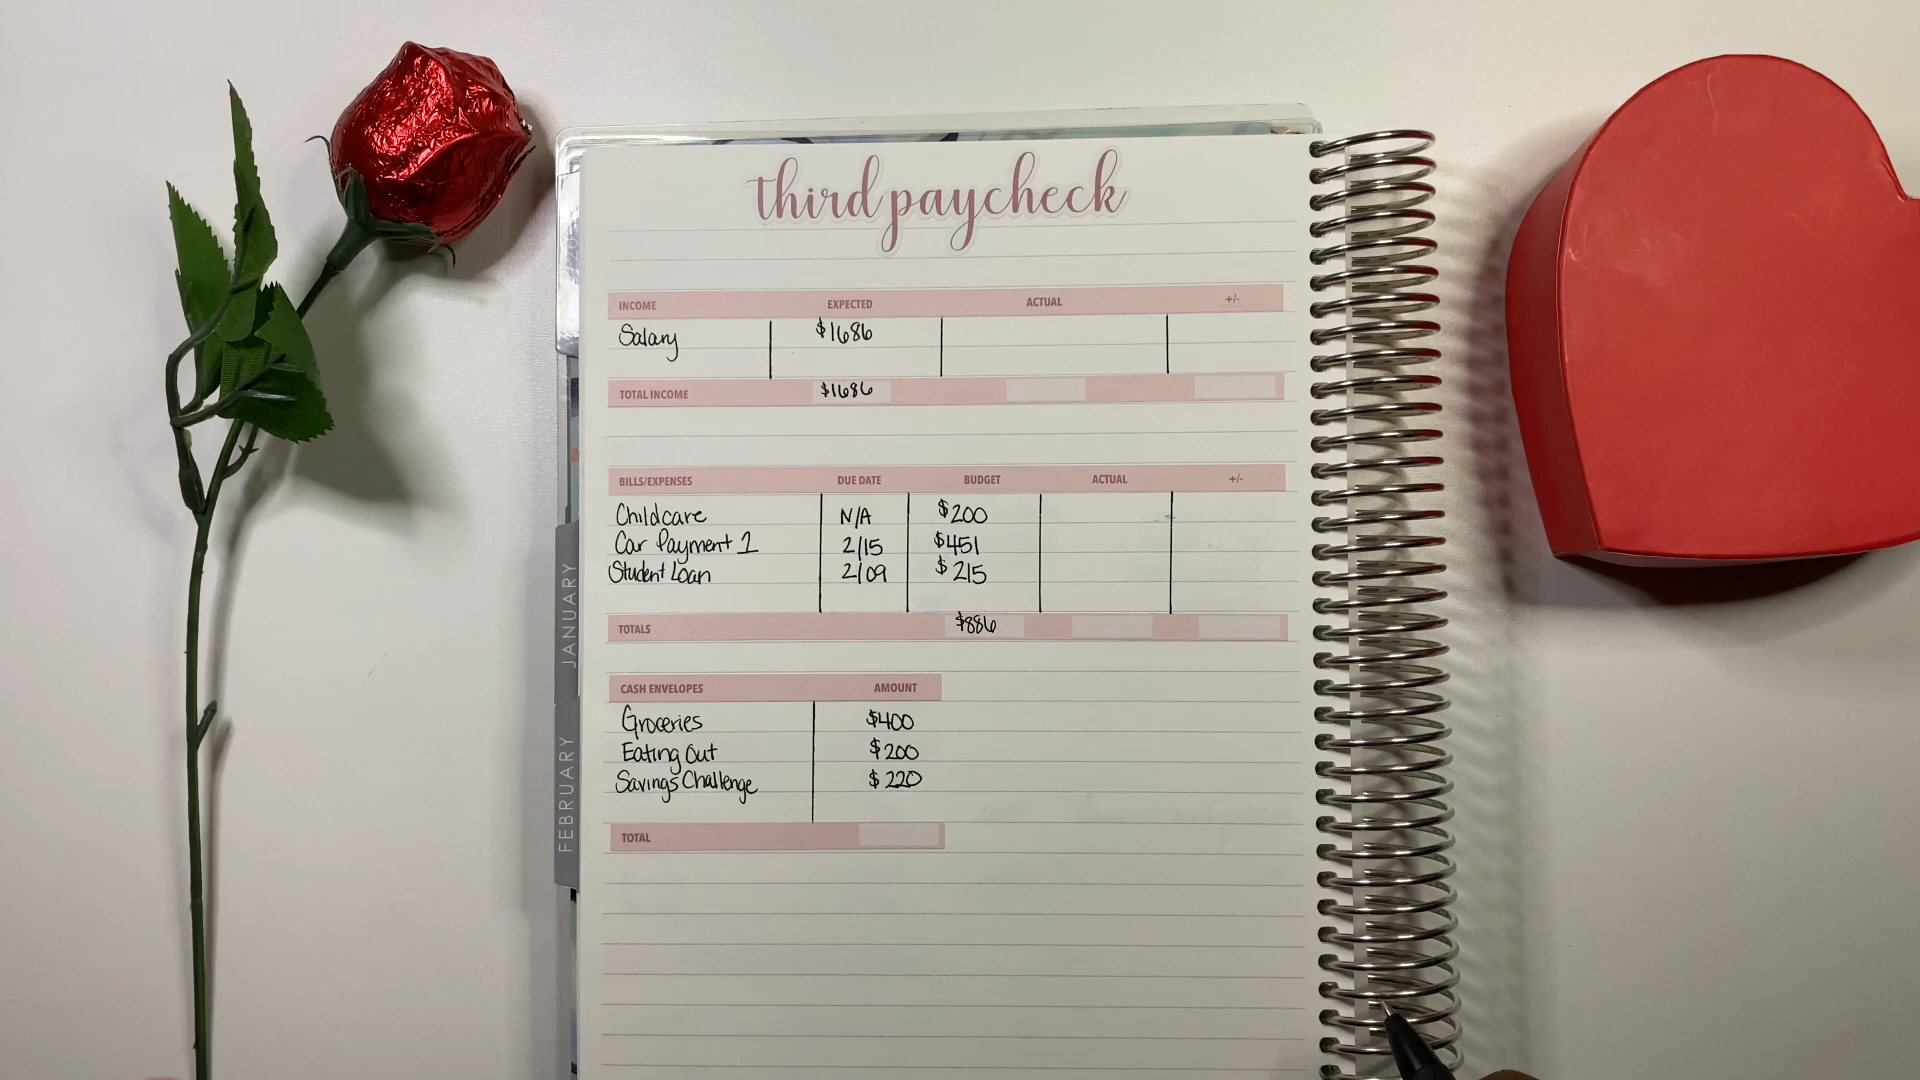 third paycheck
INCOME EXPECTED ACTUAL +/-
Salary $1686
TOTAL INCOME $1686
BILLS/EXPENSES DUE DATE BUDGET ACTUAL +/-
Childcare N/A $200
Car Payment 1 2/15 $451
Student Loan 2/09 $215
TOTALS $886
CASH ENVELOPES AMOUNT
Groceries $400
Eating Out $200
Savings Challenge $220
TOTAL
JANUARY
FEBRUARY